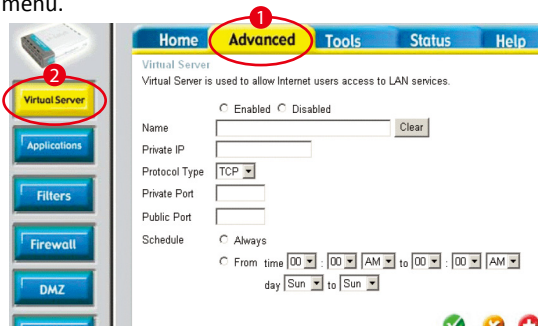 menu.
1
Home Advanced Tools Status Help
2
Virtual Server
Applications
Filters
Firewall
DMZ
Virtual Server
Virtual Server is used to allow Internet users access to LAN services.
Enabled Disabled
Name Clear
Private IP
Protocol Type TCP
Private Port
Public Port
Schedule Always
From time 00 : 00 AM to 00 : 00 AM
day Sun to Sun